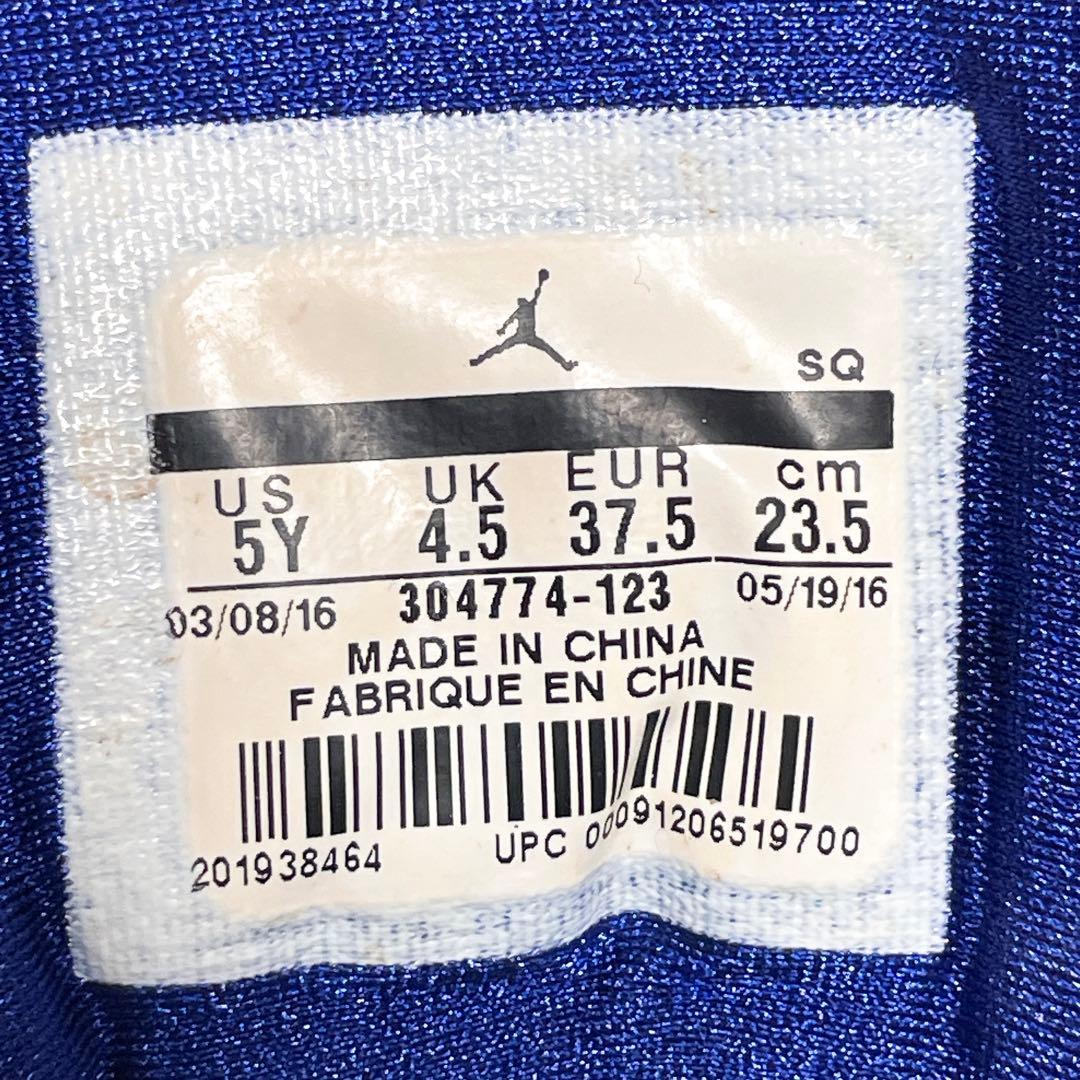 SQ
US UK EUR cm
5Y 4.5 37.5 23.5
03/08/16 304774-123 05/19/16
MADE IN CHINA
FABRIQUE EN CHINE
201938464 UPC 00091206519700